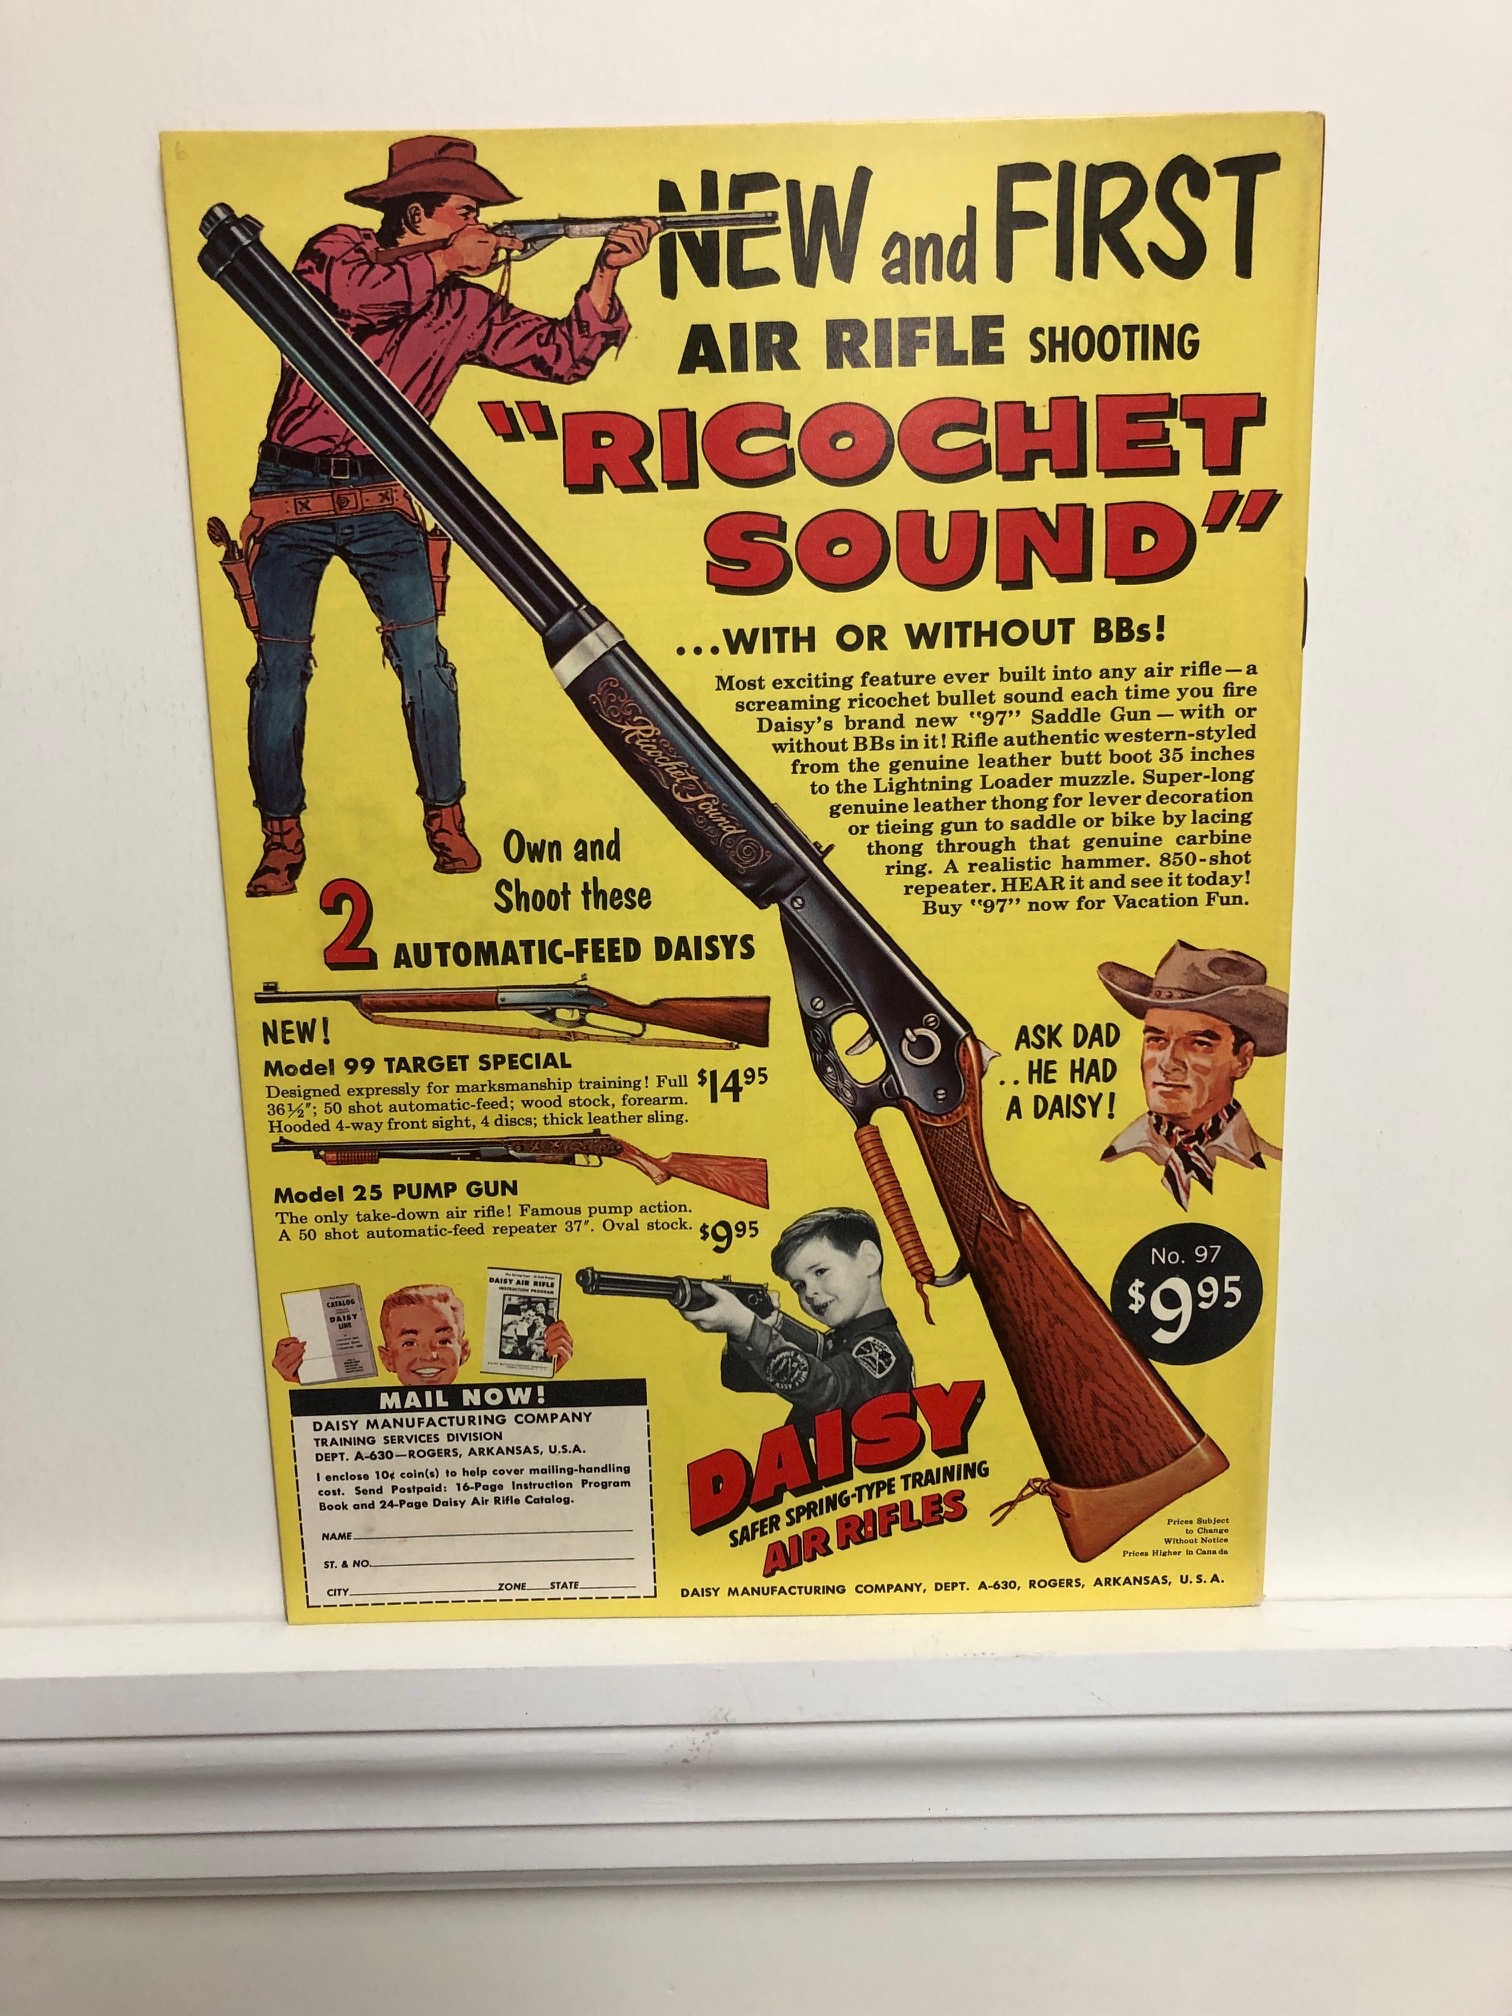 6
NEW and FIRST
AIR RIFLE SHOOTING
"RICOCHET
SOUND"
...WITH OR WITHOUT BBs!
Most exciting feature ever built into any air rifle—a
screaming ricochet bullet sound each time you fire
Daisy's brand new "97" Saddle Gun — with or
without BBs in it! Rifle authentic western-styled
from the genuine leather butt boot 35 inches
to the Lightning Loader muzzle. Super-long
genuine leather thong for lever decoration
or tieing gun to saddle or bike by lacing
thong through that genuine carbine
ring. A realistic hammer. 850-shot
repeater. HEAR it and see it today!
Buy "97" now for Vacation Fun.
Ricochet Sound
Own and
Shoot these
2 AUTOMATIC-FEED DAISYS
NEW!
Model 99 TARGET SPECIAL
Designed expressly for marksmanship training! Full
36½"; 50 shot automatic-feed; wood stock, forearm.
Hooded 4-way front sight, 4 discs; thick leather sling.
$14.95
Model 25 PUMP GUN
The only take-down air rifle! Famous pump action.
A 50 shot automatic-feed repeater 37". Oval stock.
$9.95
ASK DAD
..HE HAD
A DAISY!
No. 97
$9.95
CATALOG
DAISY
LINE
DAISY AIR RIFLE
INSTRUCTION PROGRAM
MAIL NOW!
DAISY MANUFACTURING COMPANY
TRAINING SERVICES DIVISION
DEPT. A-630—ROGERS, ARKANSAS, U.S.A.
I enclose 10¢ coin(s) to help cover mailing-handling
cost. Send Postpaid: 16-Page Instruction Program
Book and 24-Page Daisy Air Rifle Catalog.
NAME
ST. & NO.
CITY ZONE STATE
DAISY
SAFER SPRING-TYPE TRAINING
AIR RIFLES
Prices Subject
to Change
Without Notice
Prices Higher in Canada
DAISY MANUFACTURING COMPANY, DEPT. A-630, ROGERS, ARKANSAS, U. S. A.